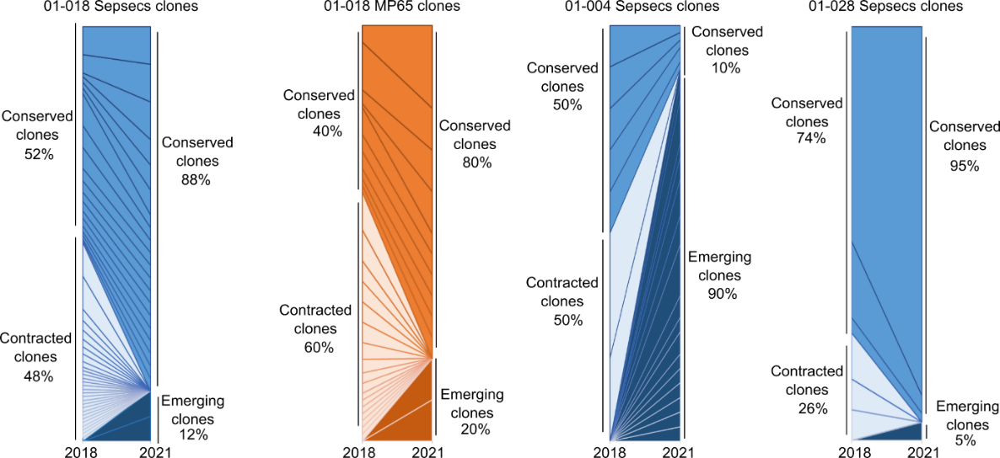 01-018 Sepsecs clones
Conserved
clones
52%
Contracted
clones
48%
Conserved
clones
88%
Emerging
clones
12%
2018
2021
01-018 MP65 clones
Conserved
clones
40%
Contracted
clones
60%
Conserved
clones
80%
Emerging
clones
20%
2018
2021
01-004 Sepsecs clones
Conserved
clones
50%
Contracted
clones
50%
Conserved
clones
10%
Emerging
clones
90%
2018
2021
01-028 Sepsecs clones
Conserved
clones
74%
Contracted
clones
26%
Conserved
clones
95%
Emerging
clones
5%
2018
2021